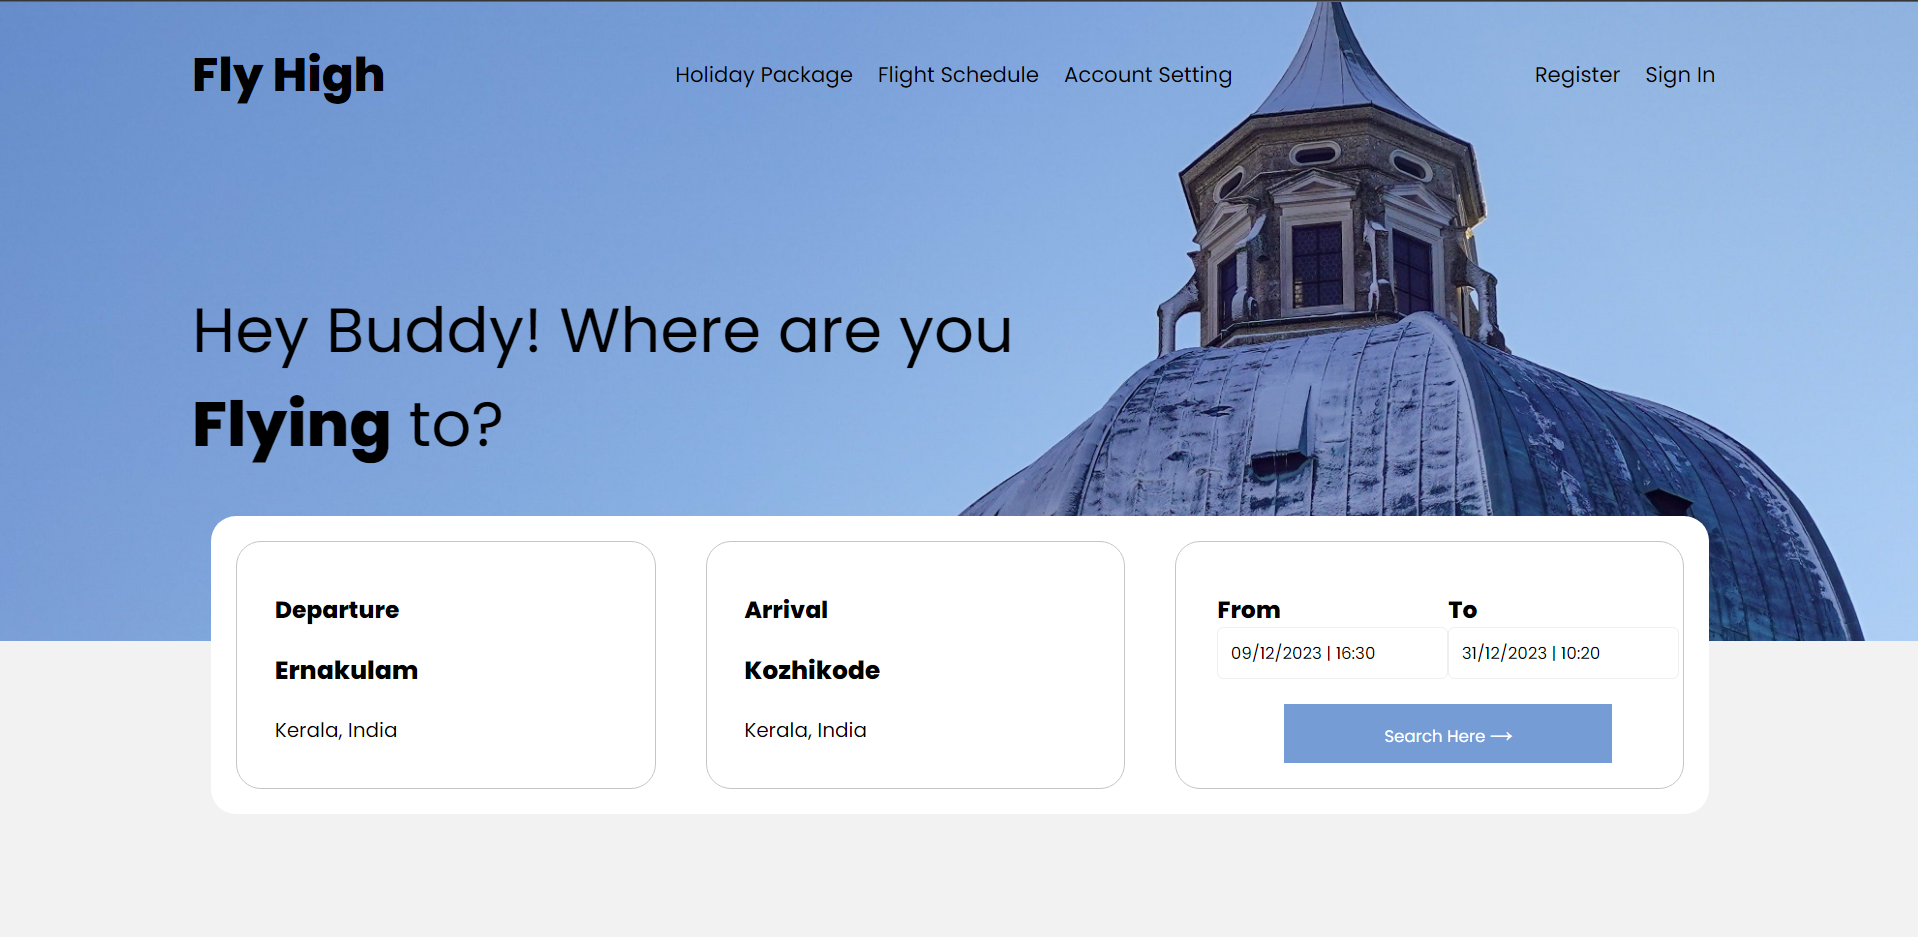 Fly High
Holiday Package Flight Schedule Account Setting
Register Sign In
Hey Buddy! Where are you
Flying to?
Departure
Ernakulam
Kerala, India
Arrival
Kozhikode
Kerala, India
From To
09/12/2023 | 16:30 31/12/2023 | 10:20
Search Here →